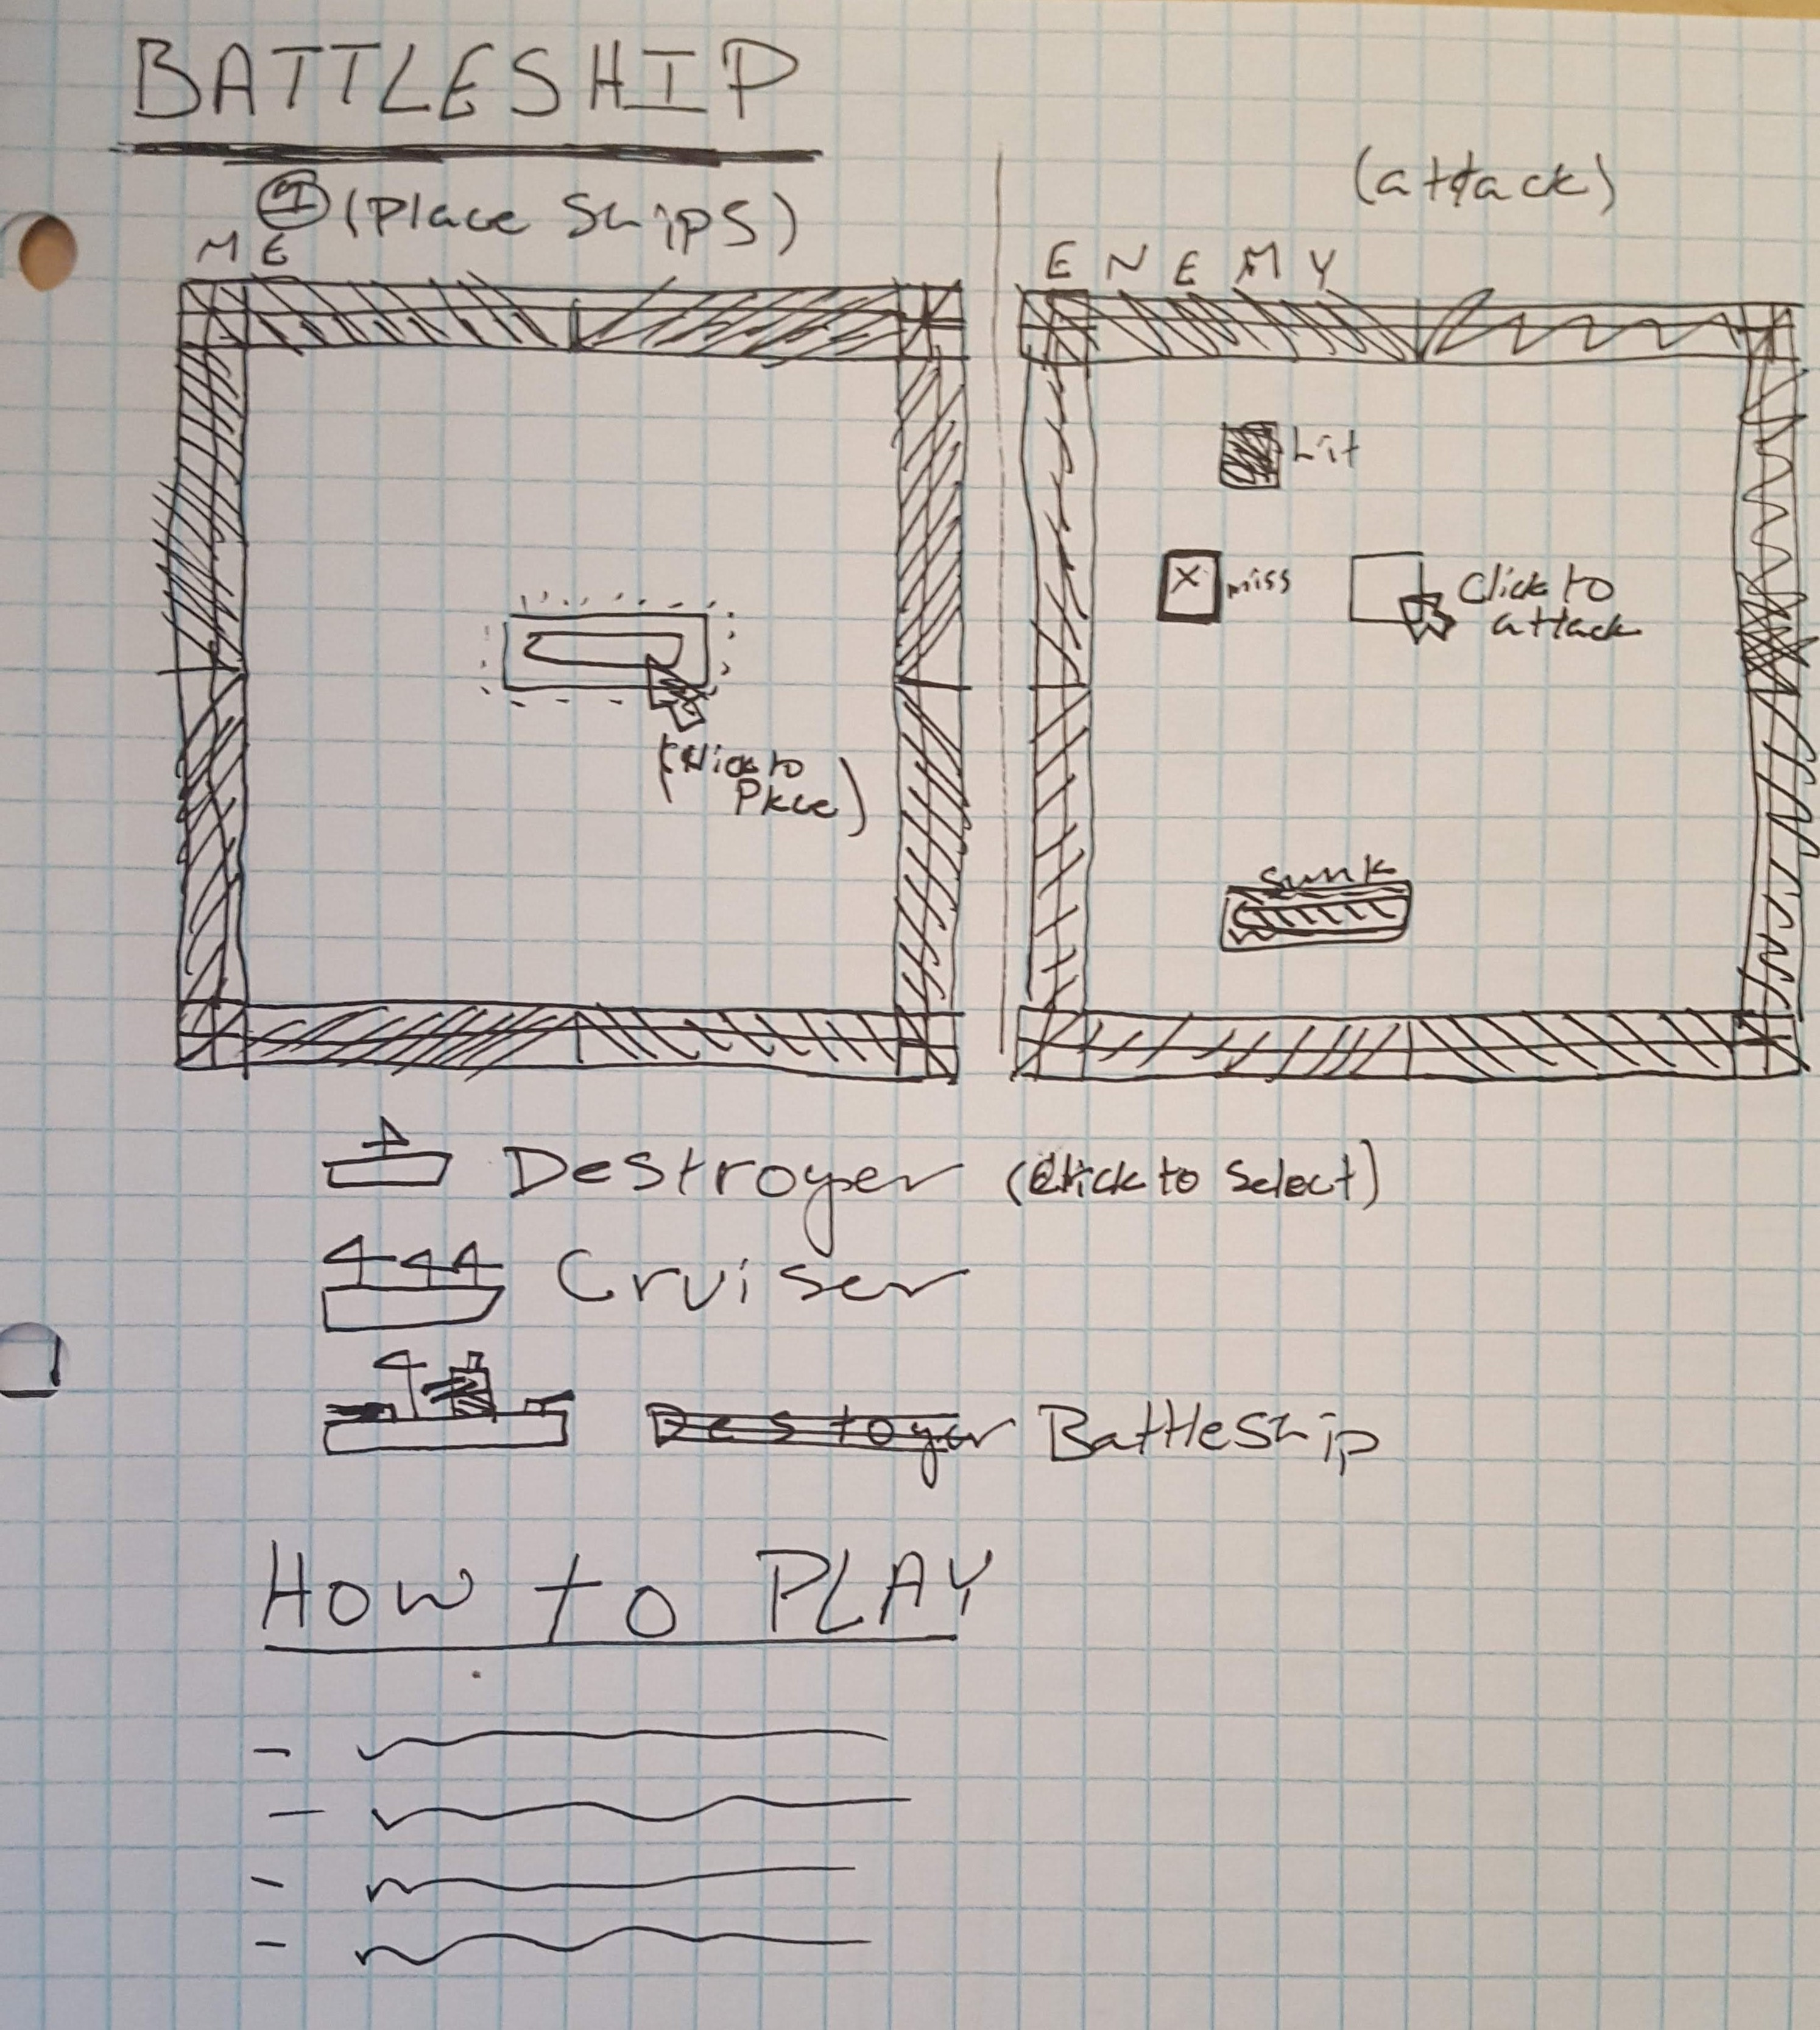 BATTLESHIP
① (Place Ships)
ME
(attack)
ENEMY
hit
miss
Click to
attack
(Click to
Place)
sunk
Destroyer (Click to Select)
Cruiser
Destoyer Battleship
How to PLAY